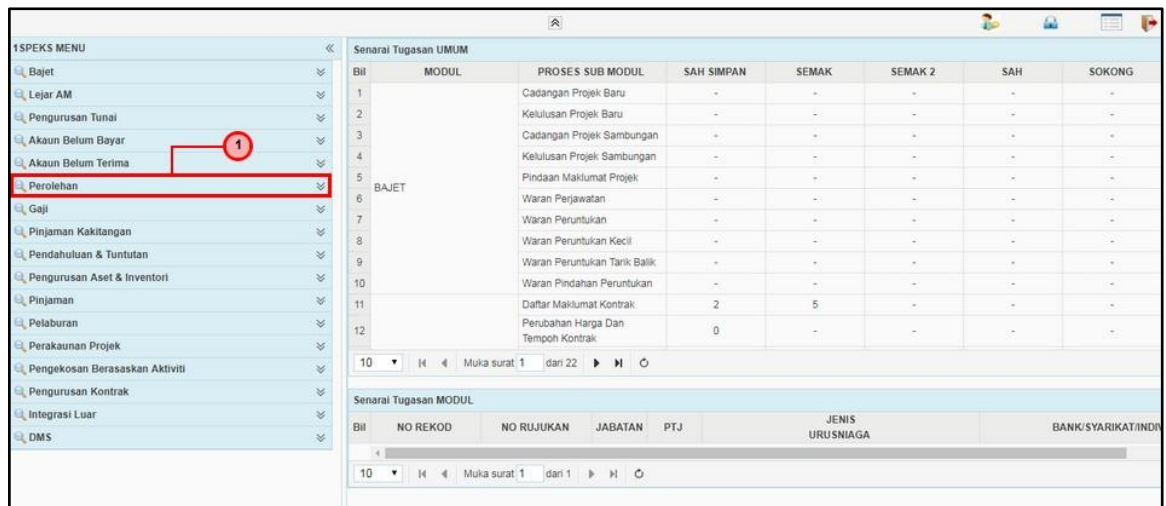 1SPEKS MENU
Bajet
Lejar AM
Pengurusan Tunai
Akaun Belum Bayar
1
Akaun Belum Terima
Perolehan
Gaji
Pinjaman Kakitangan
Pendahuluan & Tuntutan
Pengurusan Aset & Inventori
Pinjaman
Pelaburan
Perakaunan Projek
Pengekosan Berasaskan Aktiviti
Pengurusan Kontrak
Integrasi Luar
DMS
Senarai Tugasan UMUM
Bil MODUL PROSES SUB MODUL SAH SIMPAN SEMAK SEMAK 2 SAH SOKONG
1 Cadangan Projek Baru - - - - -
2 Kelulusan Projek Baru - - - - -
3 Cadangan Projek Sambungan - - - - -
4 Kelulusan Projek Sambungan - - - - -
5 Pindaan Maklumat Projek - - - - -
BAJET
6 Waran Perjawatan - - - - -
7 Waran Peruntukan - - - - -
8 Waran Peruntukan Kecil - - - - -
9 Waran Peruntukan Tarik Balik - - - - -
10 Waran Pindahan Peruntukan - - - - -
11 Daftar Maklumat Kontrak 2 5 - - -
12 Perubahan Harga Dan
Tempoh Kontrak 0 - - - -
10 Muka surat 1 dari 22
Senarai Tugasan MODUL
Bil NO REKOD NO RUJUKAN JABATAN PTJ JENIS
URUSNIAGA BANK/SYARIKAT/INDIV
10 Muka surat 1 dari 1